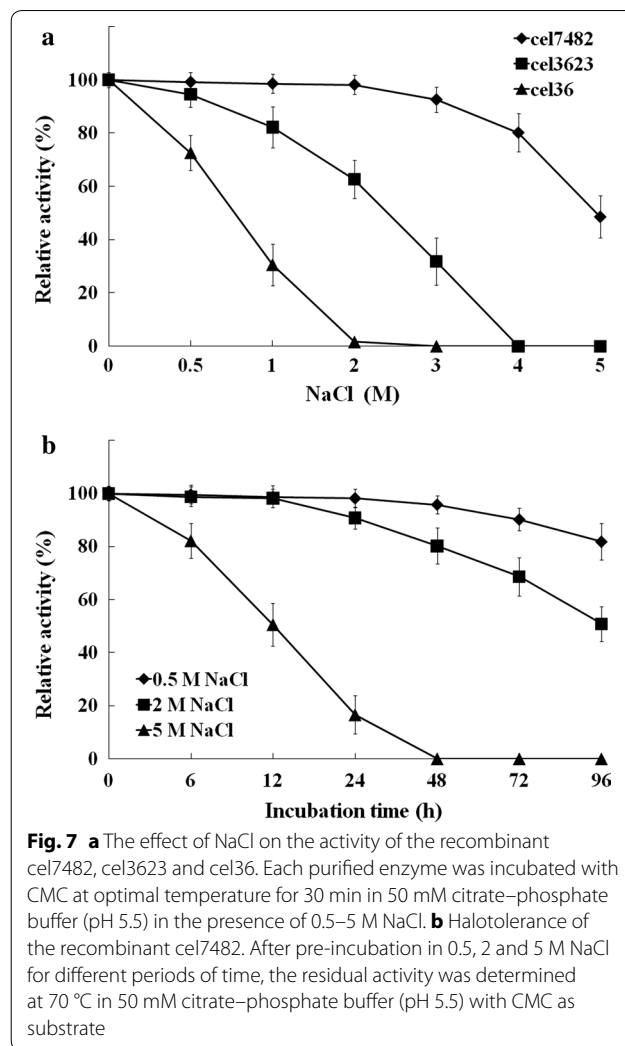 a
cel7482
cel3623
cel36
Relative activity (%)
100
80
60
40
20
0
0 0.5 1 2 3 4 5
NaCl (M)
b
Relative activity (%)
100
80
60
40
20
0
0.5 M NaCl
2 M NaCl
5 M NaCl
0 6 12 24 48 72 96
Incubation time (h)
Fig. 7 a The effect of NaCl on the activity of the recombinant
cel7482, cel3623 and cel36. Each purified enzyme was incubated with
CMC at optimal temperature for 30 min in 50 mM citrate–phosphate
buffer (pH 5.5) in the presence of 0.5–5 M NaCl. b Halotolerance of
the recombinant cel7482. After pre-incubation in 0.5, 2 and 5 M NaCl
for different periods of time, the residual activity was determined
at 70 °C in 50 mM citrate–phosphate buffer (pH 5.5) with CMC as
substrate